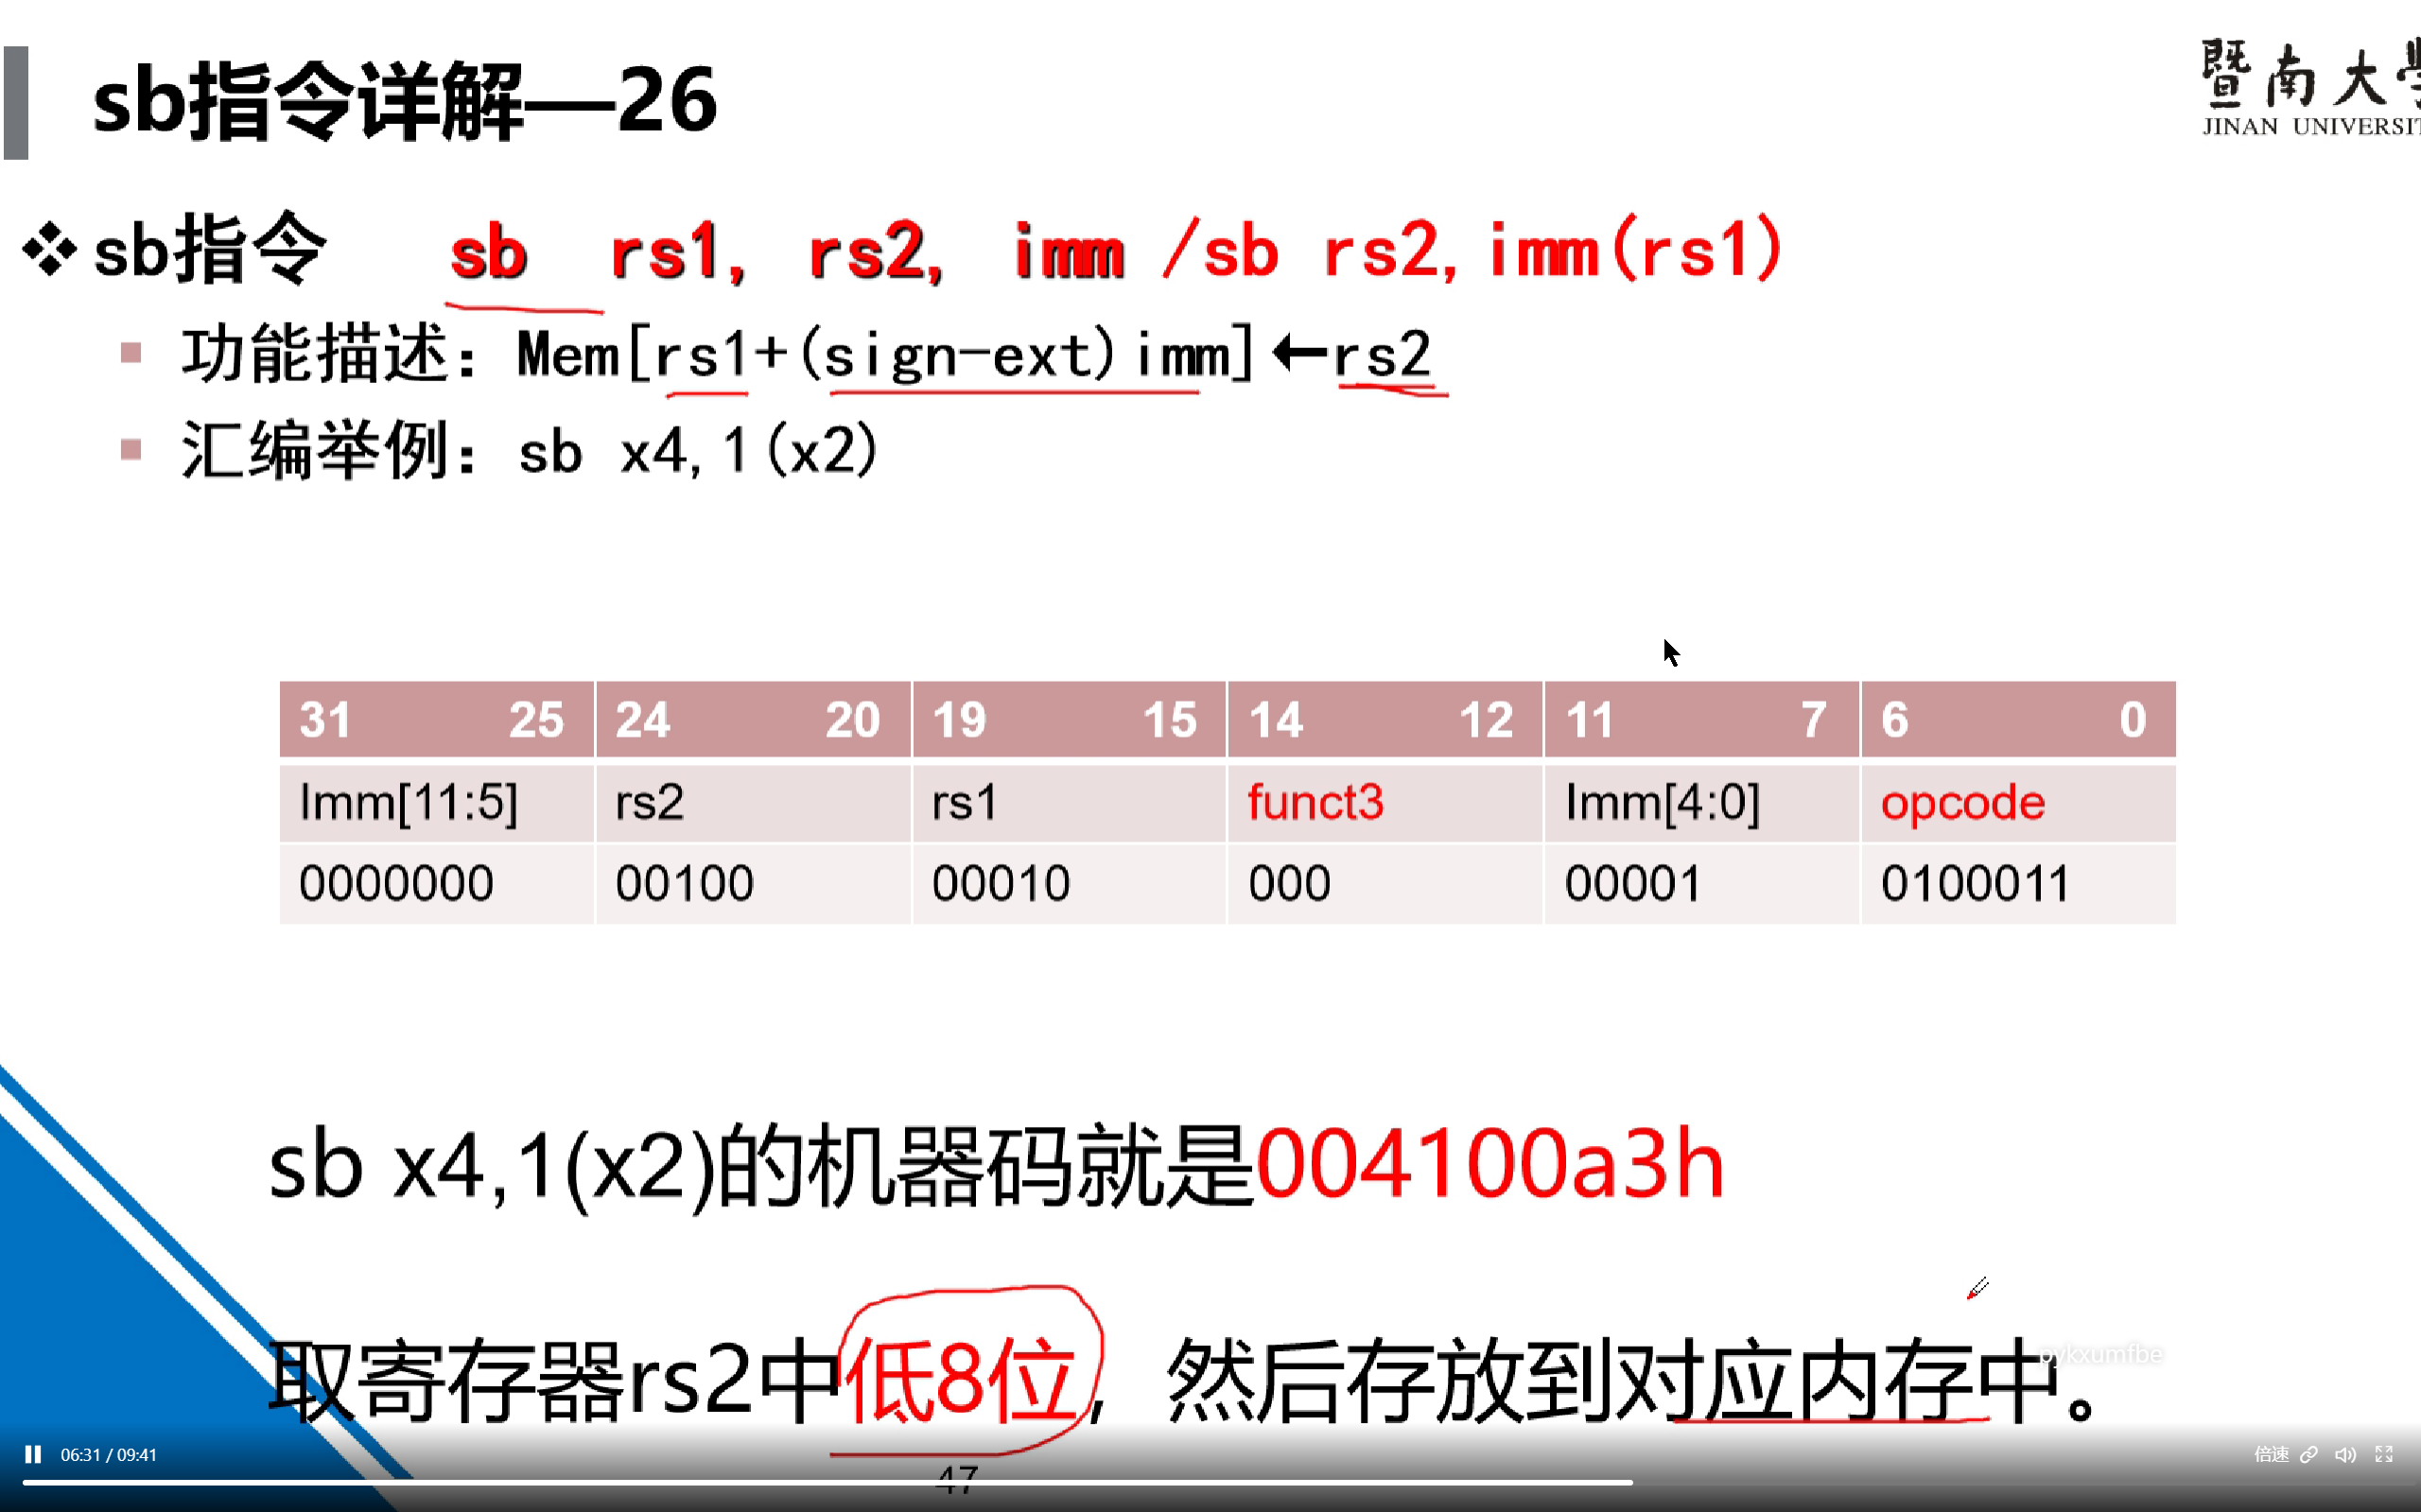 sb指令详解—26
暨南大學
JINAN UNIVERSIT
❖sb指令 sb rs1, rs2, imm /sb rs2,imm(rs1)
▪ 功能描述：Mem[rs1+(sign-ext)imm]←rs2
▪ 汇编举例：sb x4,1(x2)
31 25 24 20 19 15 14 12 11 7 6 0
Imm[11:5] rs2 rs1 funct3 Imm[4:0] opcode
0000000 00100 00010 000 00001 0100011
sb x4,1(x2)的机器码就是004100a3h
取寄存器rs2中低8位，然后存放到对应内存中。
pykxumfbe
06:31 / 09:41
倍速
47